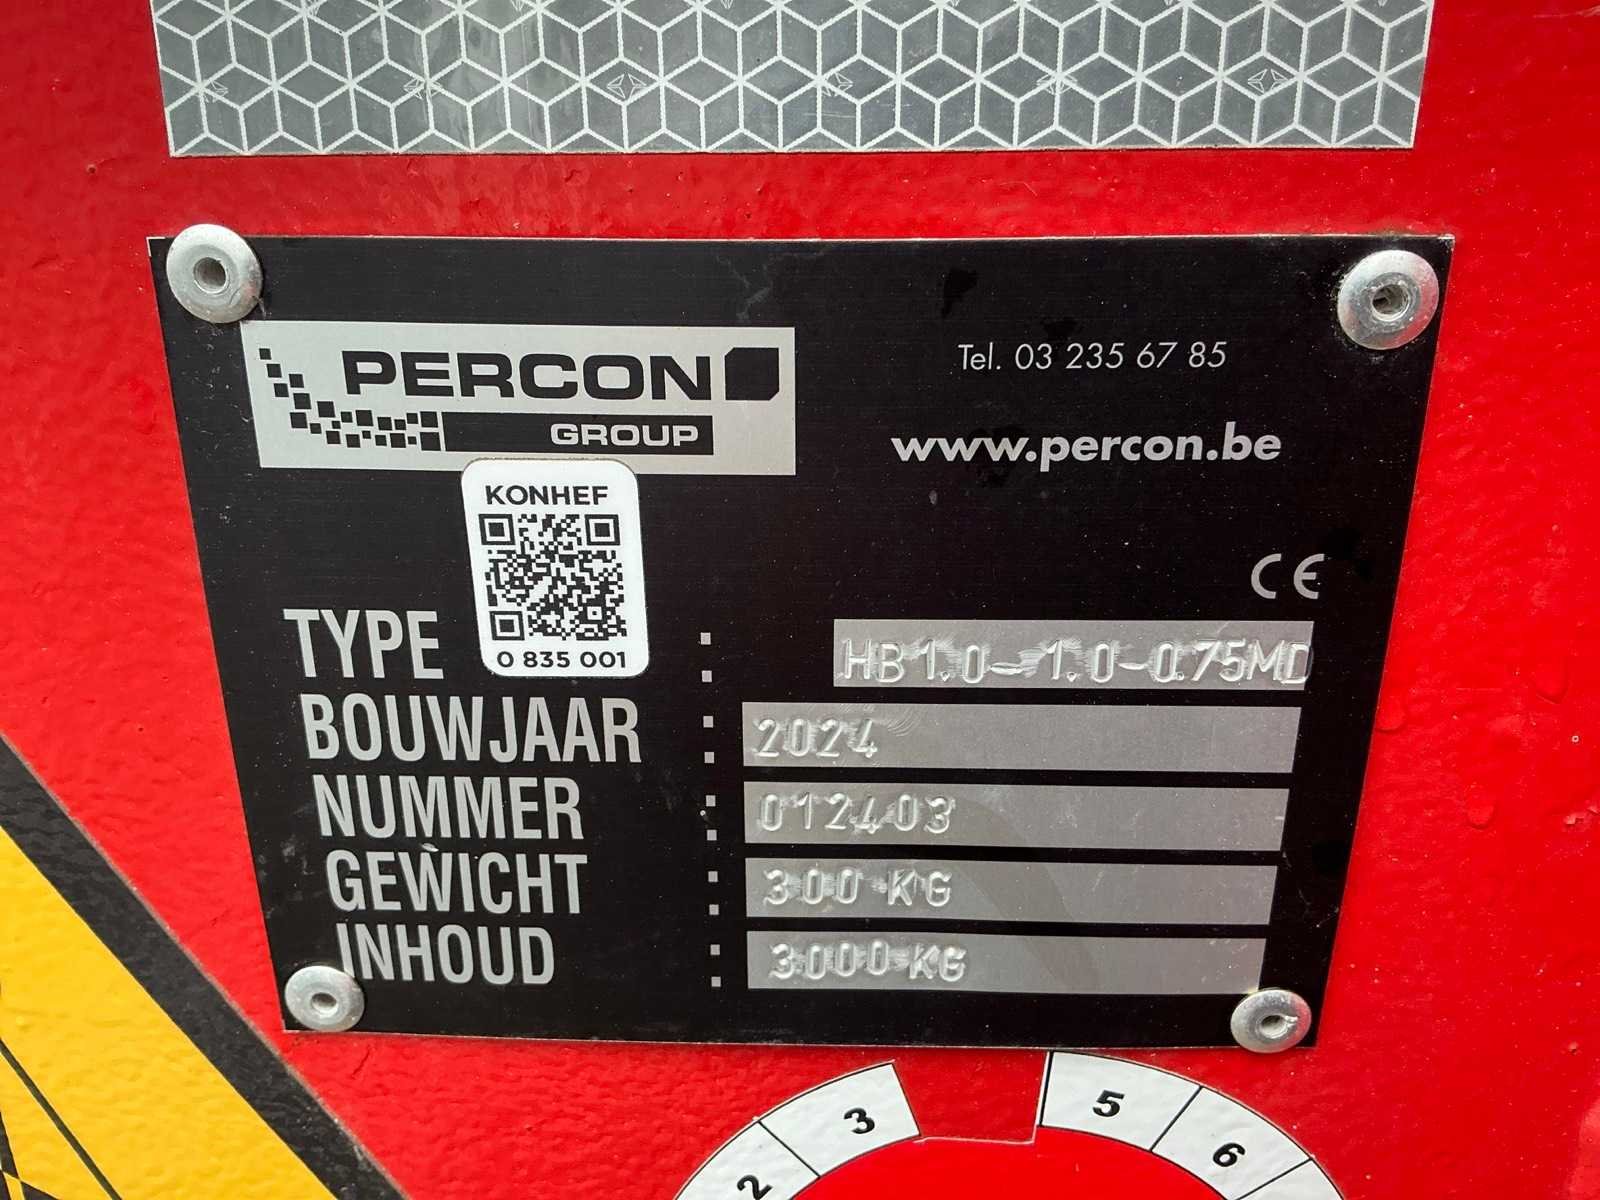 PERCON
GROUP
Tel. 03 235 67 85
www.percon.be
KONHEF
0 835 001
CE
TYPE : HB1.0-1.0-0.75MD
BOUWJAAR : 2024
NUMMER : 012403
GEWICHT : 300 KG
INHOUD : 3000 KG
2 3 5 6